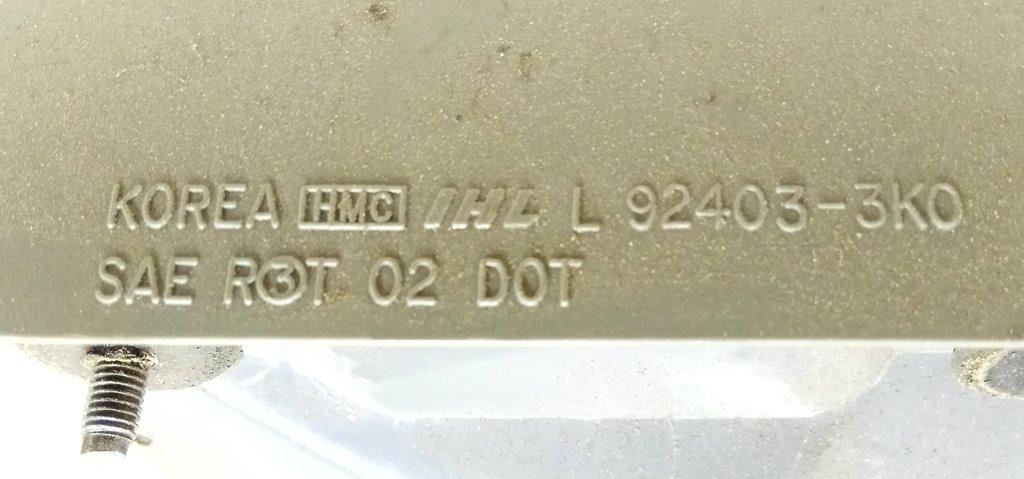 KOREA HMC IHL L 92403-3K0
SAE R③T 02 DOT